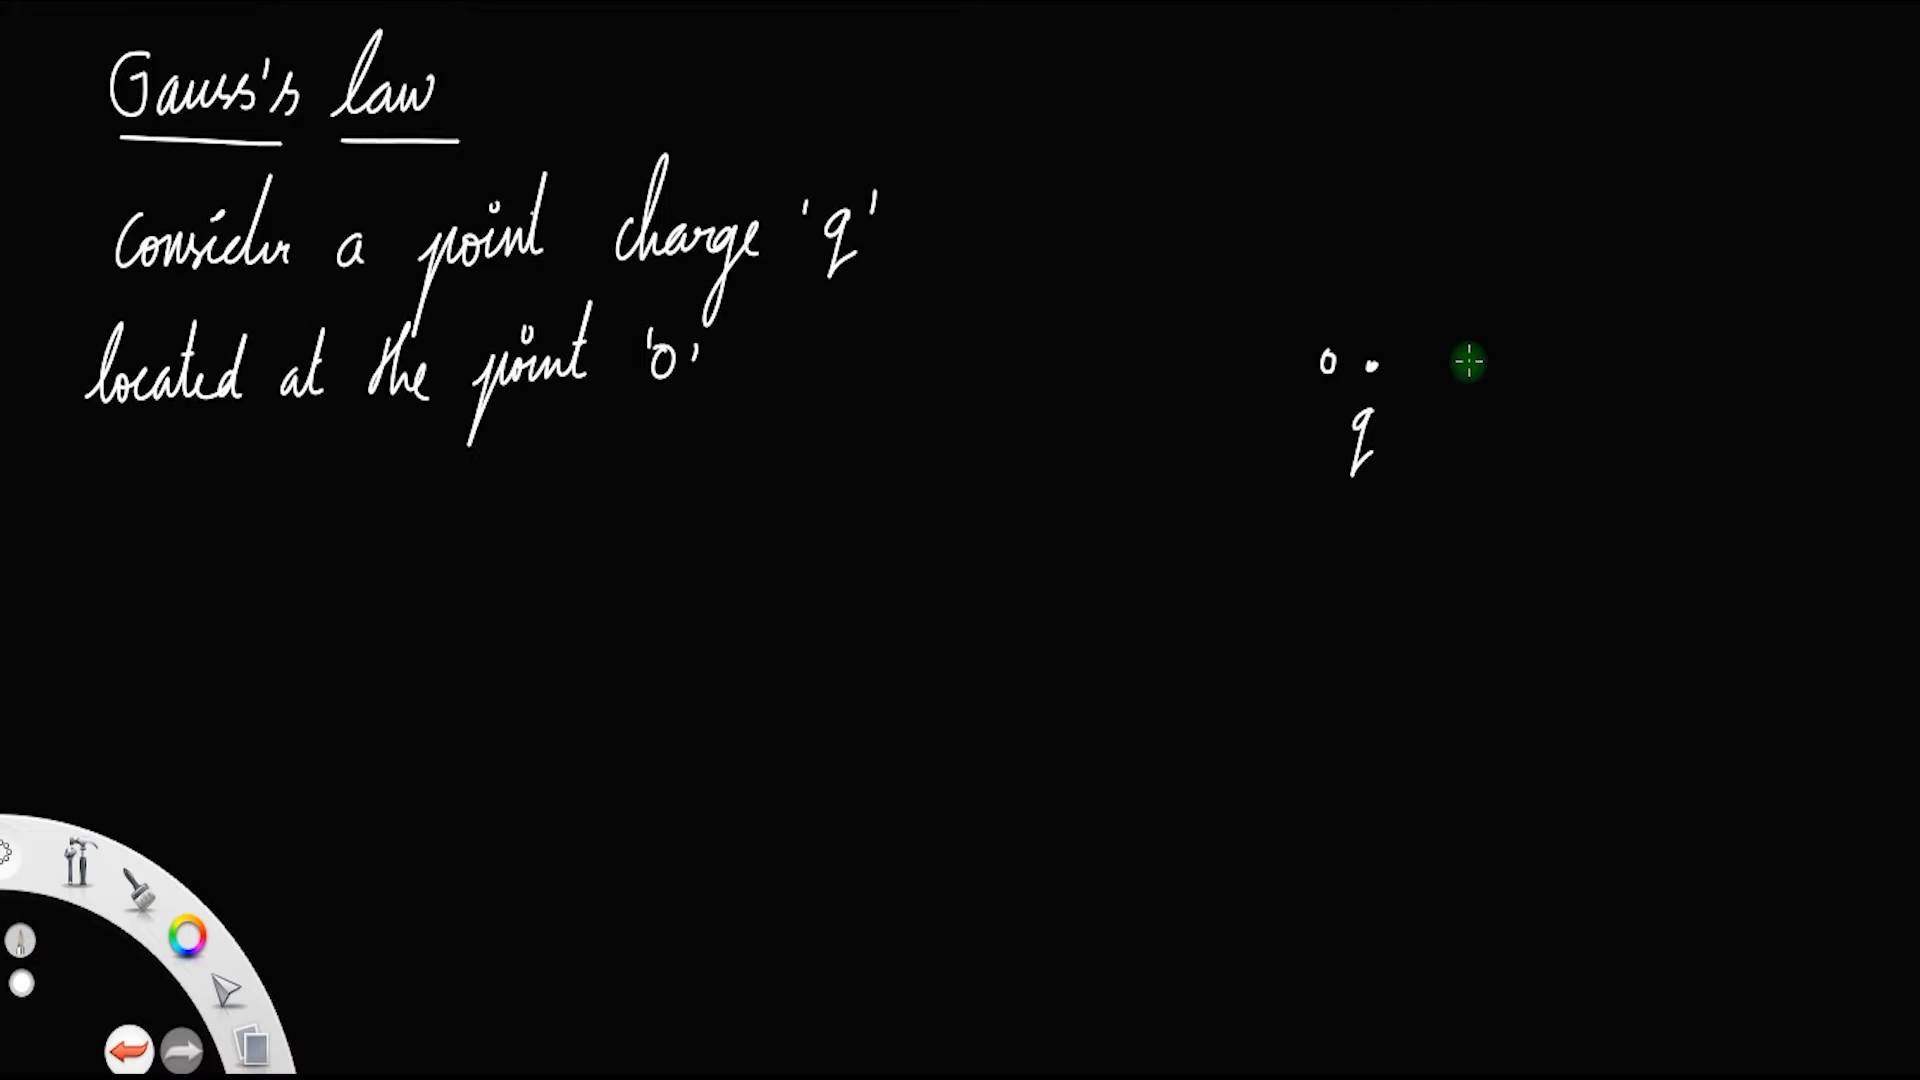 Gauss's law
Consider a point charge 'q'
located at the point 'O'
O .
q